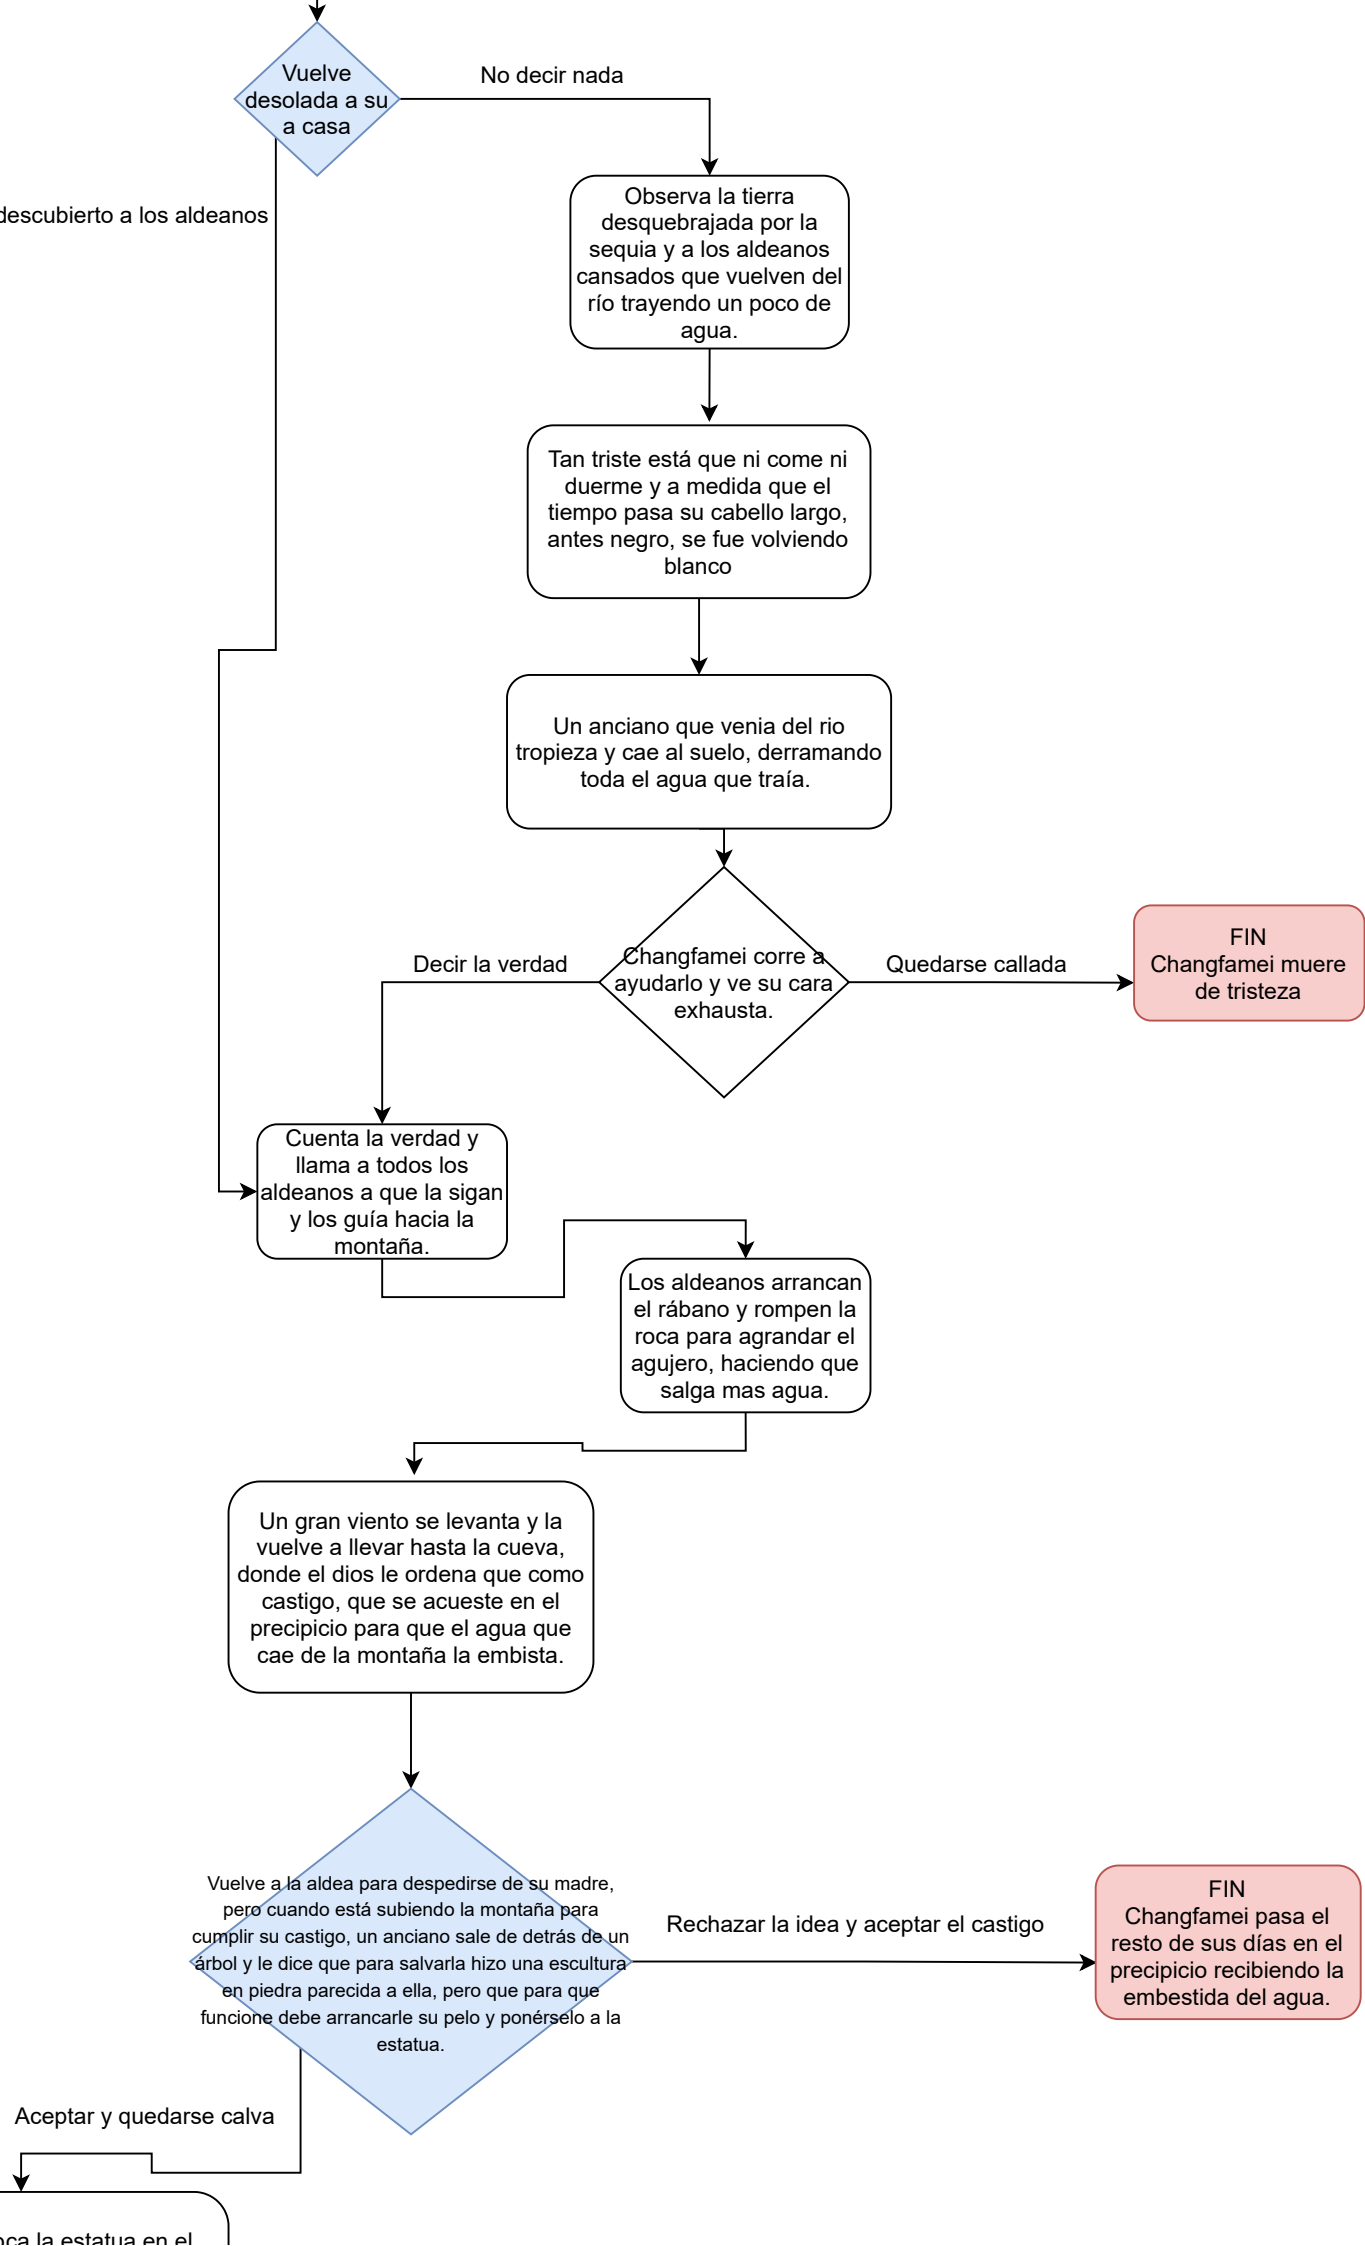 Vuelve
desolada a su
a casa
No decir nada
descubierto a los aldeanos
Observa la tierra
desquebrajada por la
sequia y a los aldeanos
cansados que vuelven del
río trayendo un poco de
agua.
Tan triste está que ni come ni
duerme y a medida que el
tiempo pasa su cabello largo,
antes negro, se fue volviendo
blanco
Un anciano que venia del rio
tropieza y cae al suelo, derramando
toda el agua que traía.
Changfamei corre a
ayudarlo y ve su cara
exhausta.
Decir la verdad
Quedarse callada
FIN
Changfamei muere
de tristeza
Cuenta la verdad y
llama a todos los
aldeanos a que la sigan
y los guía hacia la
montaña.
Los aldeanos arrancan
el rábano y rompen la
roca para agrandar el
agujero, haciendo que
salga mas agua.
Un gran viento se levanta y la
vuelve a llevar hasta la cueva,
donde el dios le ordena que como
castigo, que se acueste en el
precipicio para que el agua que
cae de la montaña la embista.
Vuelve a la aldea para despedirse de su madre,
pero cuando está subiendo la montaña para
cumplir su castigo, un anciano sale de detrás de un
árbol y le dice que para salvarla hizo una escultura
en piedra parecida a ella, pero que para que
funcione debe arrancarle su pelo y ponérselo a la
estatua.
Rechazar la idea y aceptar el castigo
FIN
Changfamei pasa el
resto de sus días en el
precipicio recibiendo la
embestida del agua.
Aceptar y quedarse calva
la estatua en el